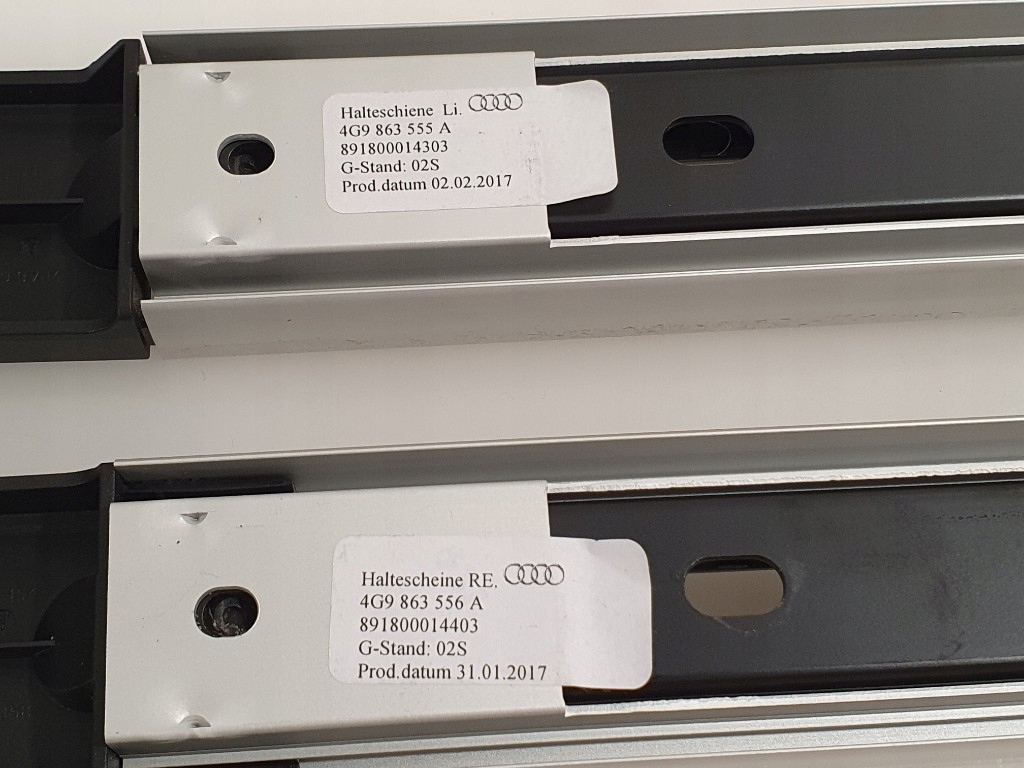 Halteschiene Li.
4G9 863 555 A
891800014303
G-Stand: 02S
Prod.datum 02.02.2017
Haltescheine RE.
4G9 863 556 A
891800014403
G-Stand: 02S
Prod.datum 31.01.2017